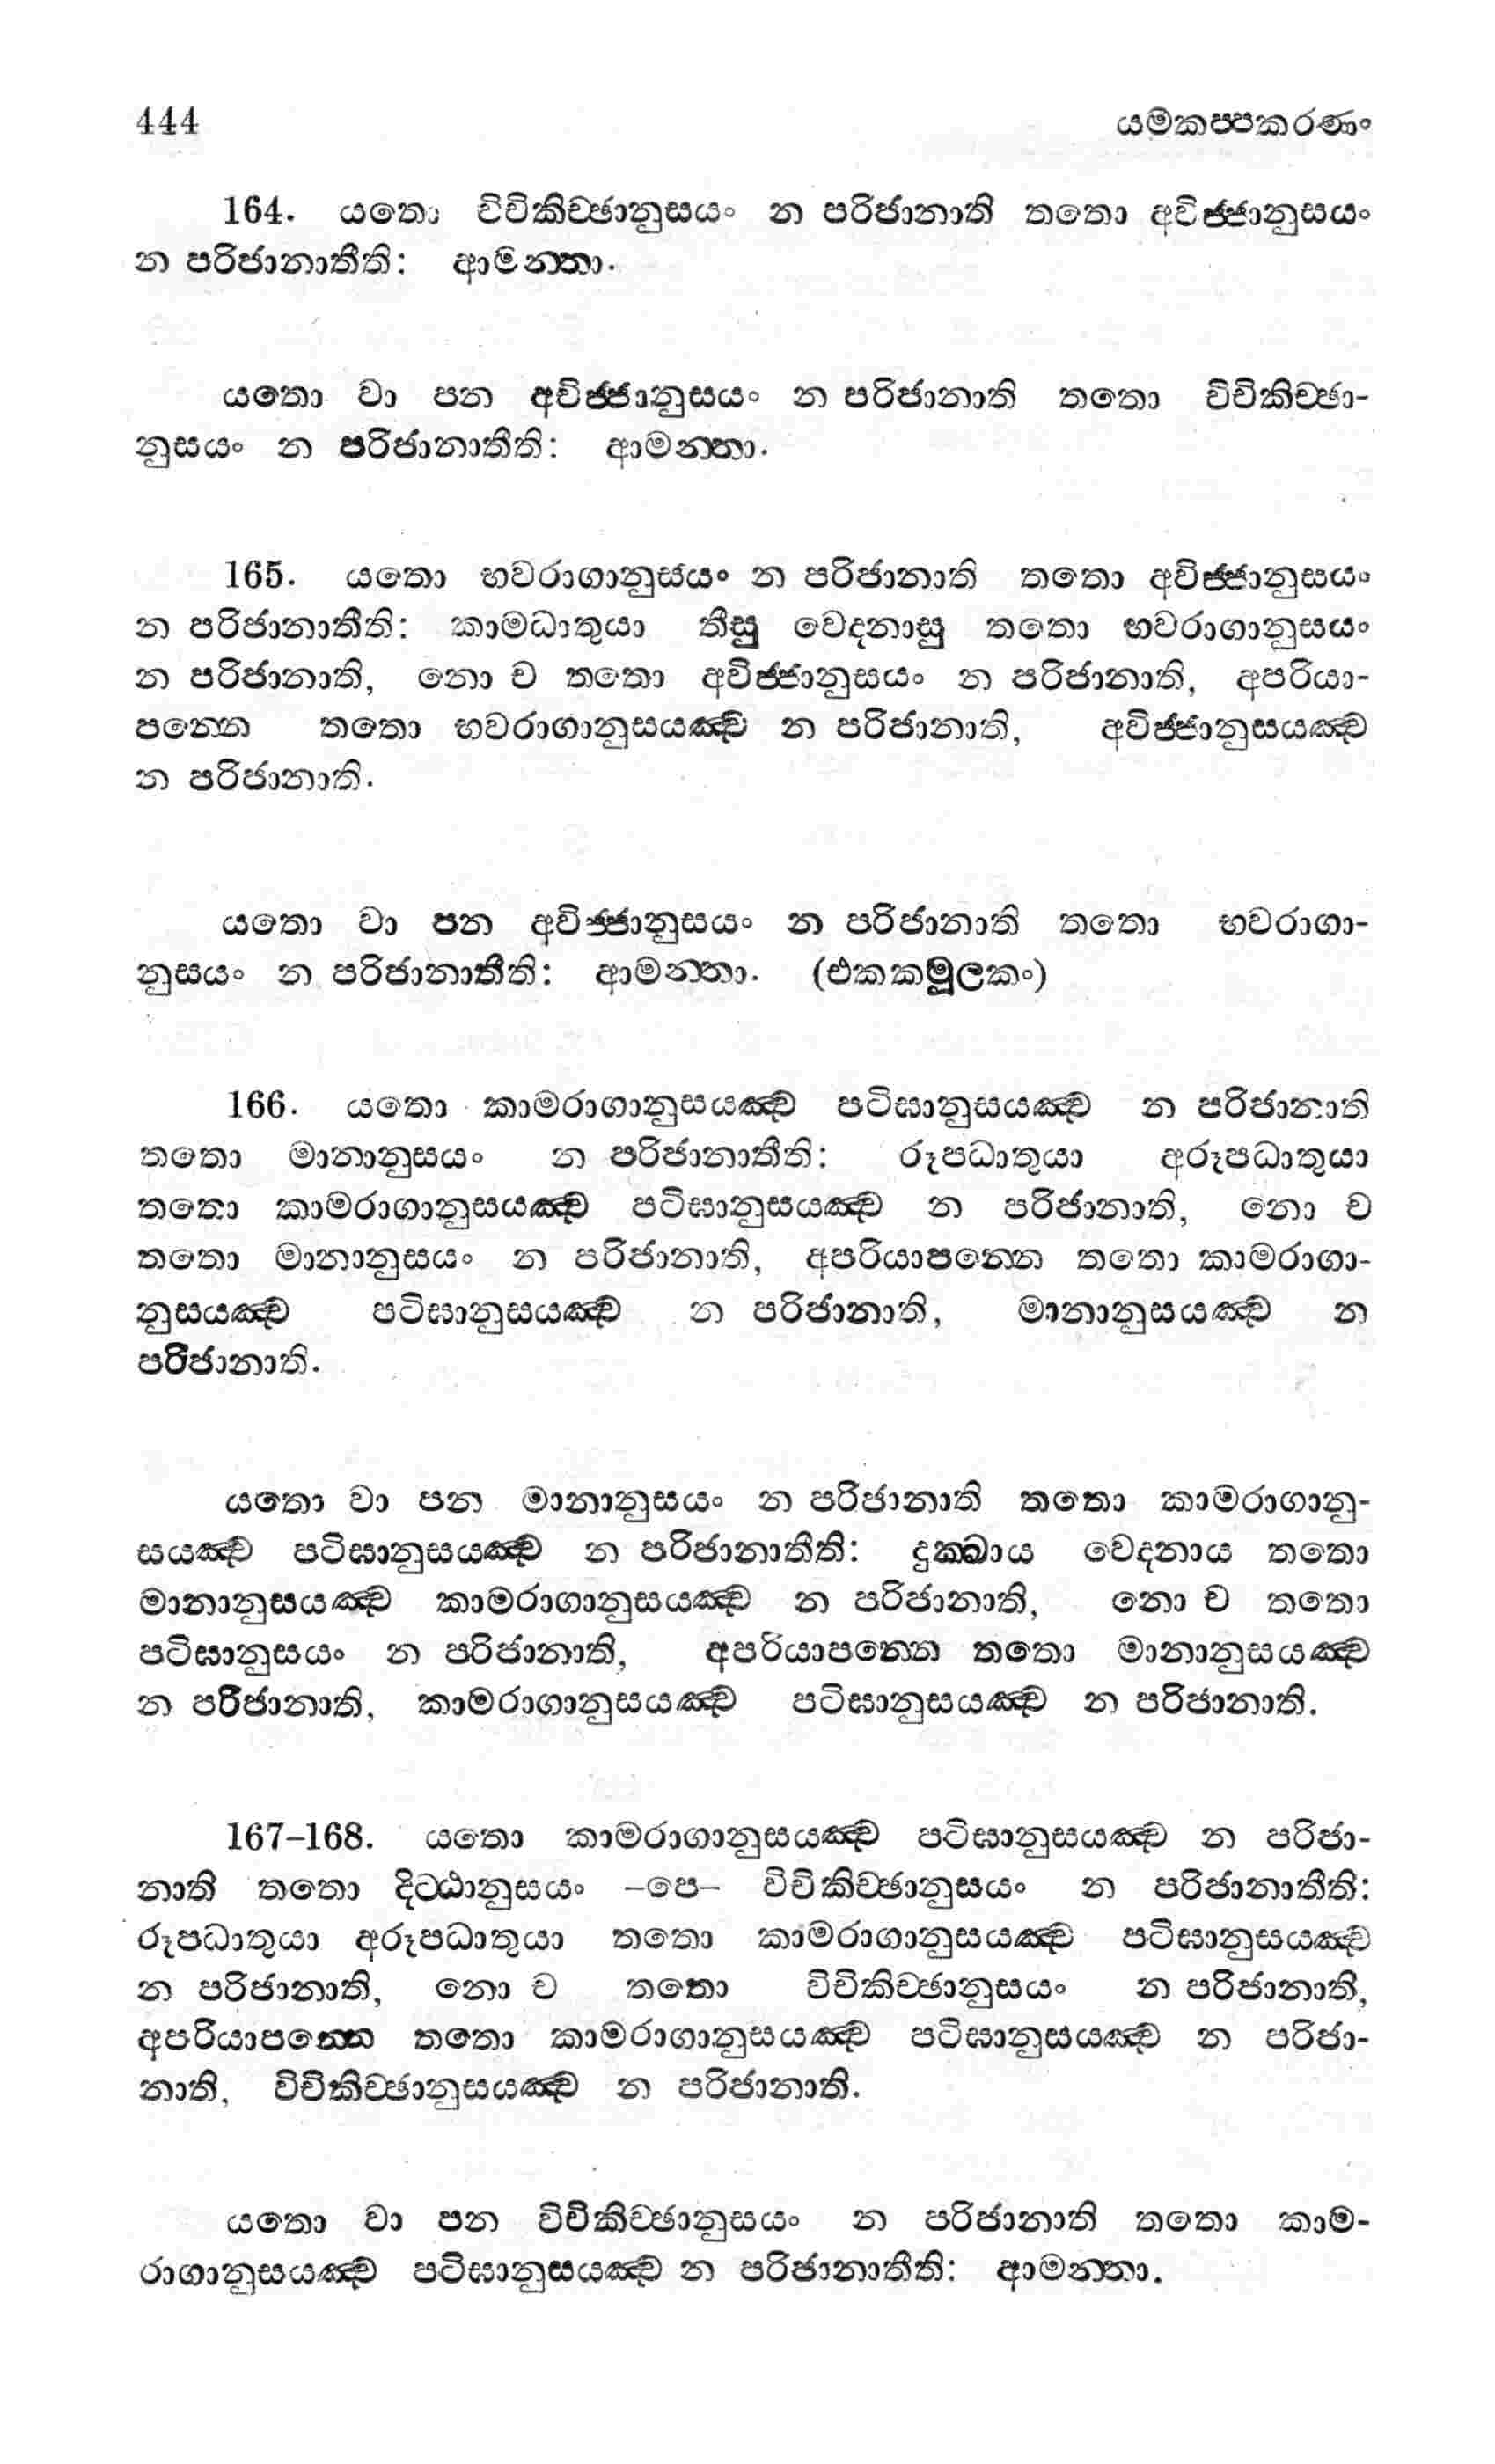 444 යමකප්පකරණං
164. යතො විචිකිච්ඡානුසයං න පරිජානාති තතො අවිජ්ජානුසයං
න පරිජානාතීති: ආමන්තා.
යතො වා පන අවිජ්ජානුසයං න පරිජානාති තතො විචිකිච්ඡා-
නුසයං න පරිජානාතීති: ආමන්තා.
165. යතො භවරාගානුසයං න පරිජානාති තතො අවිජ්ජානුසයං
න පරිජානාතීති: කාමධාතුයා තීසු වෙදනාසු තතො භවරාගානුසයං
න පරිජානාති, නො ච තතො අවිජ්ජානුසයං න පරිජානාති, අපරියා-
පන්නෙ තතො භවරාගානුසයඤ්ච න පරිජානාති, අවිජ්ජානුසයඤ්ච
න පරිජානාති.
යතො වා පන අවිජ්ජානුසයං න පරිජානාති තතො භවරාගා-
නුසයං න පරිජානාතීති: ආමන්තා. (එකකමූලකං)
166. යතො කාමරාගානුසයඤ්ච පටිඝානුසයඤ්ච න පරිජානාති
තතො මානානුසයං න පරිජානාතීති: රූපධාතුයා අරූපධාතුයා
තතො කාමරාගානුසයඤ්ච පටිඝානුසයඤ්ච න පරිජානාති, නො ච
තතො මානානුසයං න පරිජානාති, අපරියාපන්නෙ තතො කාමරාගා-
නුසයඤ්ච පටිඝානුසයඤ්ච න පරිජානාති, මානානුසයඤ්ච න
පරිජානාති.
යතො වා පන මානානුසයං න පරිජානාති තතො කාමරාගානු-
සයඤ්ච පටිඝානුසයඤ්ච න පරිජානාතීති: දුක්ඛාය වෙදනාය තතො
මානානුසයඤ්ච කාමරාගානුසයඤ්ච න පරිජානාති, නො ච තතො
පටිඝානුසයං න පරිජානාති, අපරියාපන්නෙ තතො මානානුසයඤ්ච
න පරිජානාති, කාමරාගානුසයඤ්ච පටිඝානුසයඤ්ච න පරිජානාති.
167–168. යතො කාමරාගානුසයඤ්ච පටිඝානුසයඤ්ච න පරිජා-
නාති තතො දිට්ඨානුසයං –පෙ– විචිකිච්ඡානුසයං න පරිජානාතීති:
රූපධාතුයා අරූපධාතුයා තතො කාමරාගානුසයඤ්ච පටිඝානුසයඤ්ච
න පරිජානාති, නො ච තතො විචිකිච්ඡානුසයං න පරිජානාති,
අපරියාපන්නෙ තතො කාමරාගානුසයඤ්ච පටිඝානුසයඤ්ච න පරිජා-
නාති, විචිකිච්ඡානුසයඤ්ච න පරිජානාති.
යතො වා පන විචිකිච්ඡානුසයං න පරිජානාති තතො කාම-
රාගානුසයඤ්ච පටිඝානුසයඤ්ච න පරිජානාතීති: ආමන්තා.